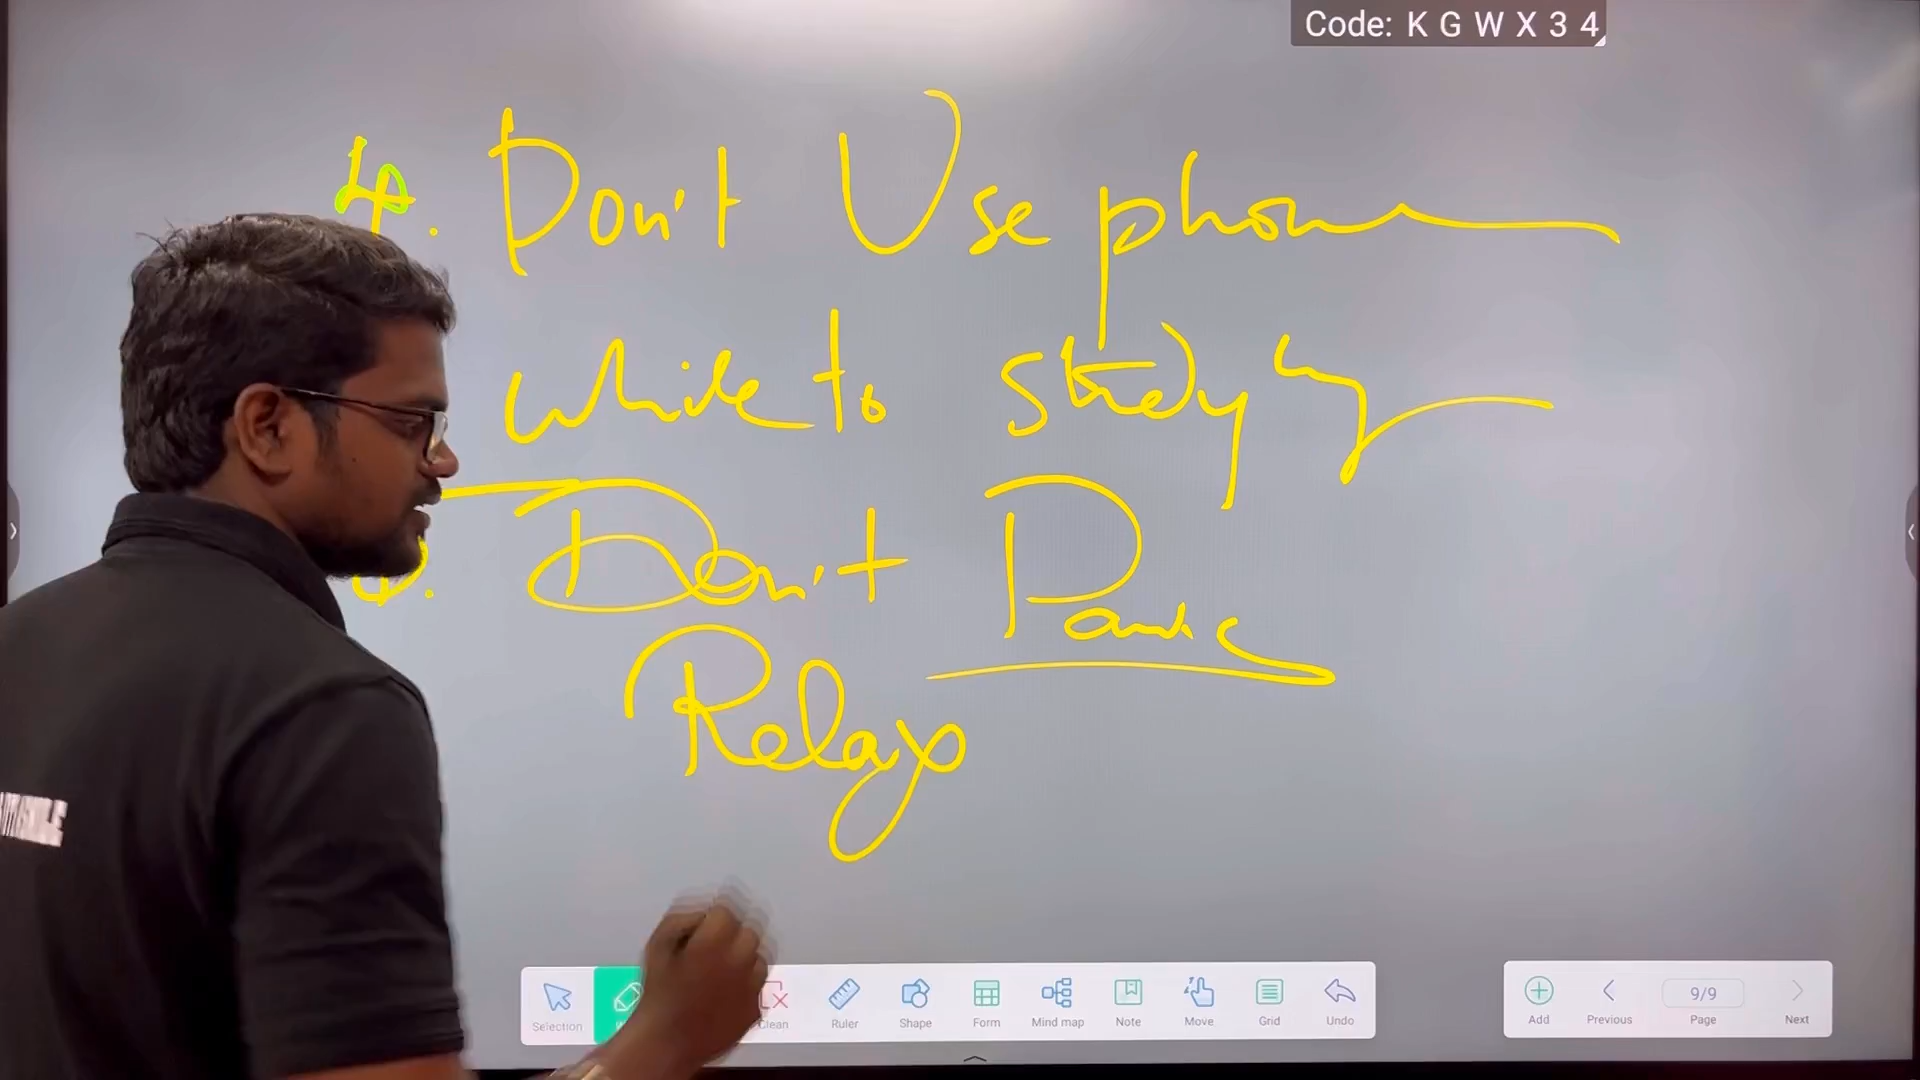 Code: K G W X 3 4
4. Don't Use phone
while to study
Don't Panic
Relax
Selection
Clean
Ruler
Shape
Form
Mind map
Note
Move
Grid
Undo
Add
Previous
9/9
Page
Next